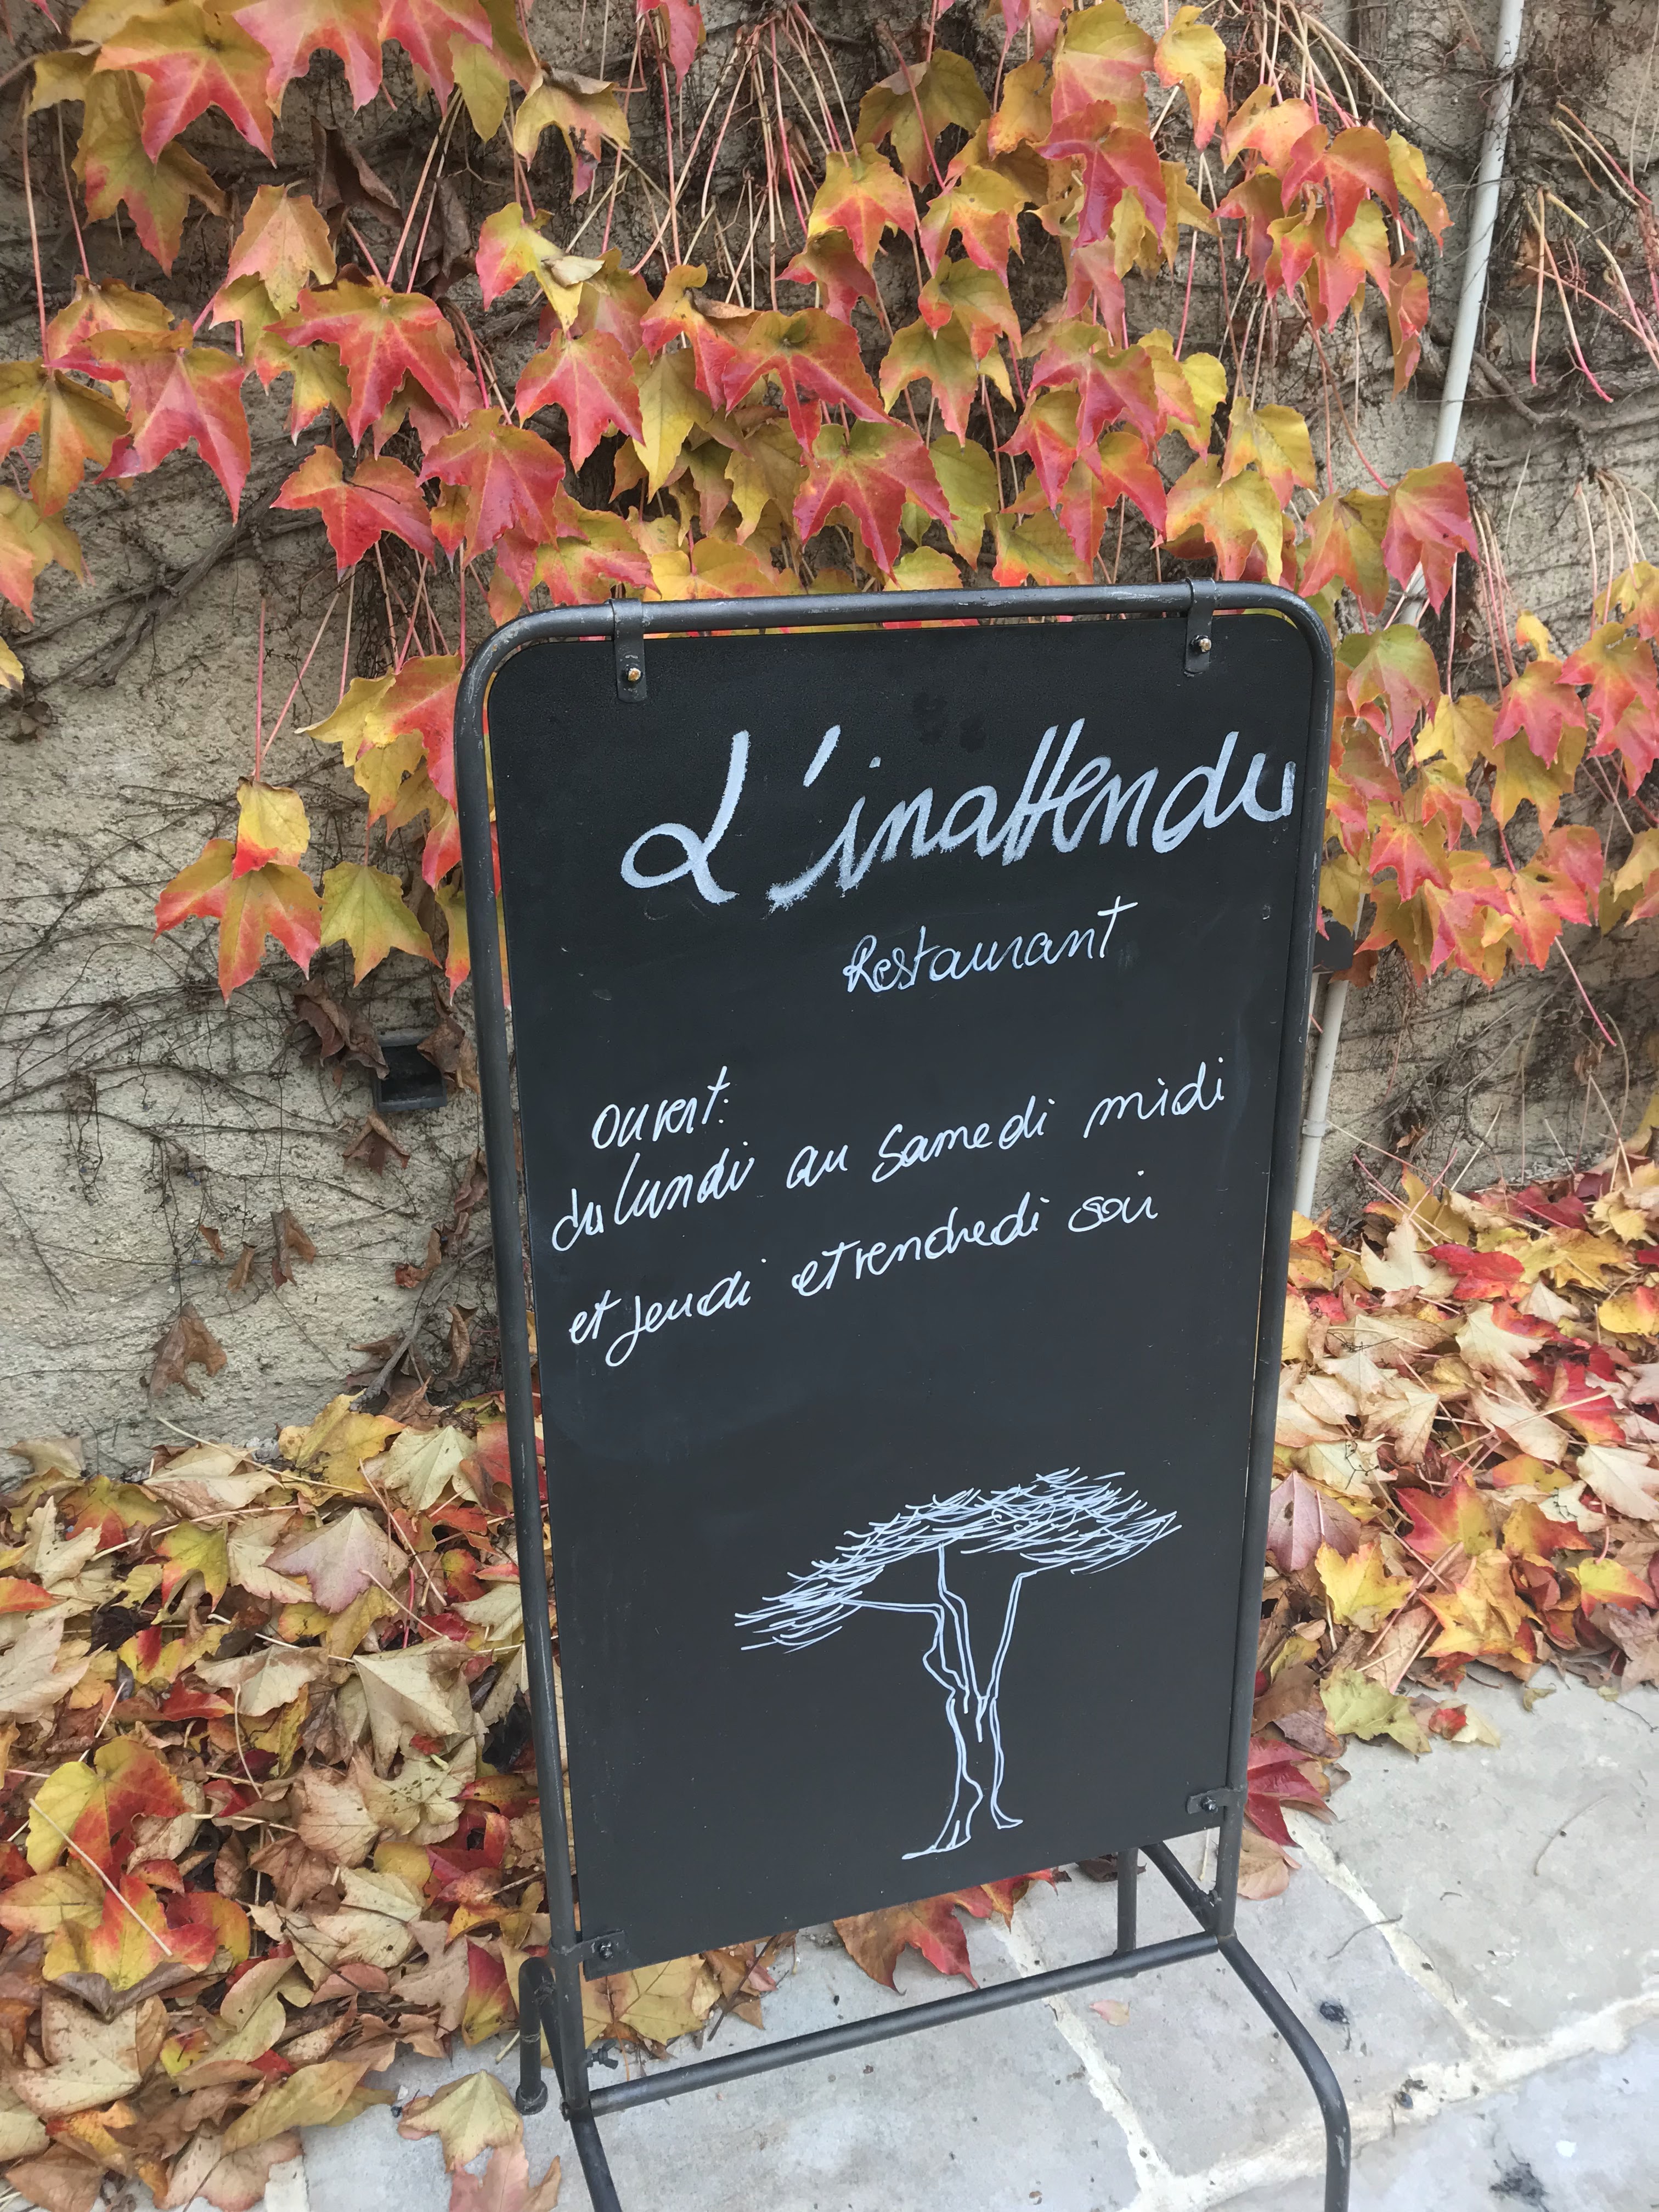 L'inattendu
Restaurant
ouvert:
du lundi au samedi midi
et jeudi et vendredi soir